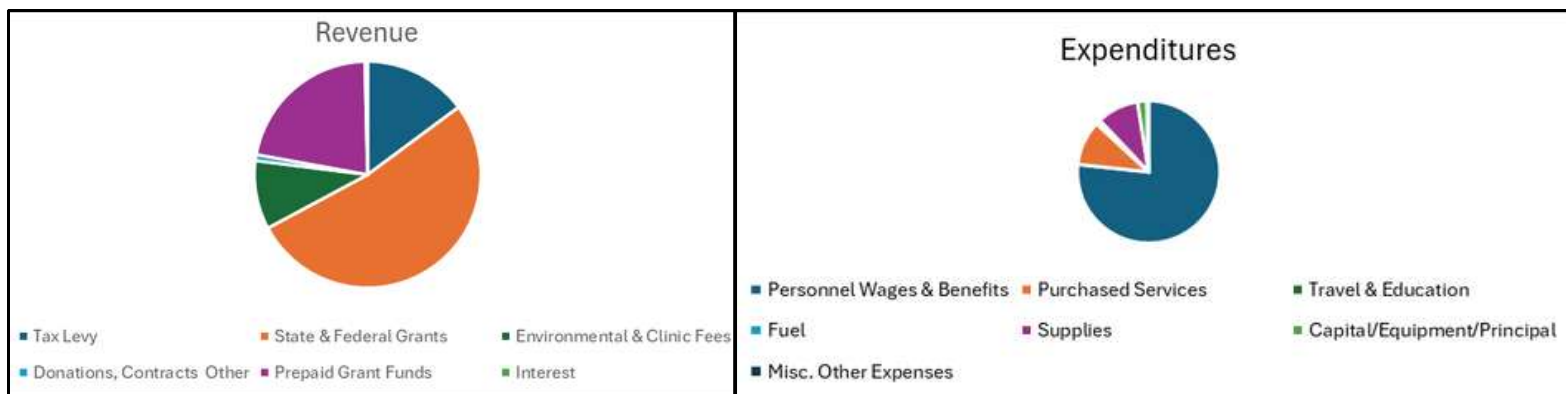 Revenue
Tax Levy
State & Federal Grants
Environmental & Clinic Fees
Donations, Contracts Other
Prepaid Grant Funds
Interest
Expenditures
Personnel Wages & Benefits
Purchased Services
Travel & Education
Fuel
Supplies
Capital/Equipment/Principal
Misc. Other Expenses